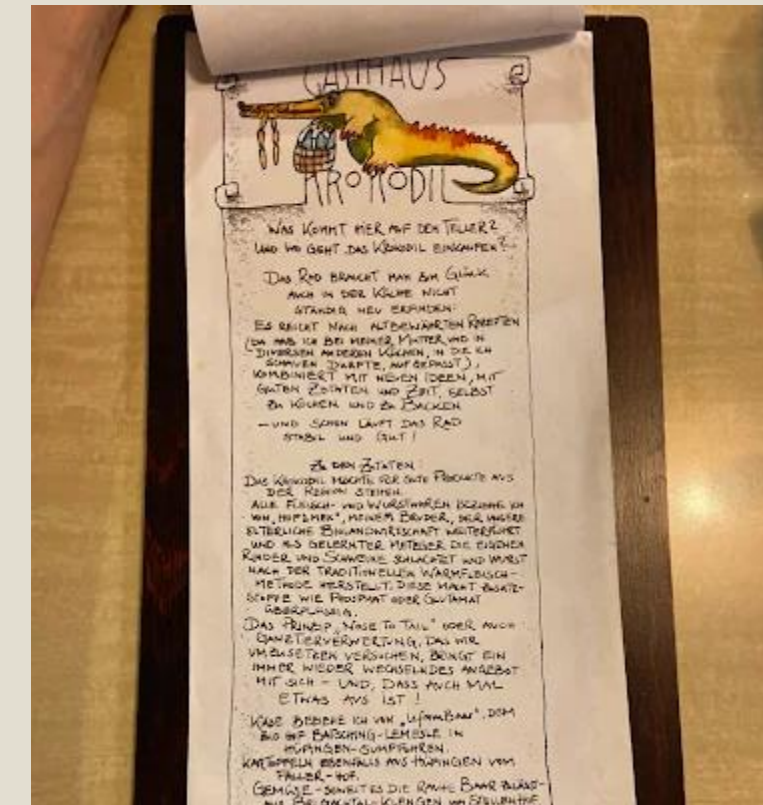 GASTHAUS
KROKODIL
WAS KOMMT HIER AUF DEN TELLER?
UND WO GEHT DAS KROKODIL EINKAUFEN?
DAS RAD BRAUCHT MAN ZUM GLÜCK
AUCH IN DER KÜCHE NICHT
STÄNDIG NEU ERFINDEN.
ES REICHT NACH ALTBEWÄHRTEN REZEPTEN
(DA HAB ICH BEI MEINER MUTTER UND IN
DIVERSEN ANDEREN KÜCHEN, IN DIE ICH
SCHAUEN DURFTE, AUFGEPASST),
KOMBINIERT MIT NEUEN IDEEN, MIT
GUTEN ZUTATEN UND ZEIT, SELBST
ZU KOCHEN UND ZU BACKEN
– UND SCHON LÄUFT DAS RAD
STABIL UND GUT!
ZU DEN ZUTATEN
DAS KROKODIL MÖCHTE FÜR GUTE PRODUKTE AUS
DER REGION STEHEN.
ALLE FLEISCH- UND WURSTWAREN BEZIEHE ICH
VON, MEINEM BRUDER, DER UNSERE
ELTERLICHE BIOLANDWIRTSCHAFT WEITERFÜHRT
UND ALS GELERNTER METZGER DIE EIGENEN
RINDER UND SCHWEINE SCHLACHTET UND WURST
NACH DER TRADITIONELLEN WARMFLEISCH-
METHODE HERSTELLT. DIESE MACHT ZUSATZ-
STOFFE WIE PHOSPHAT ODER GLUTAMAT
ÜBERFLÜSSIG.
DAS PRINZIP „NOSE TO TAIL" ODER AUCH
GANZTIERVERWERTUNG, DAS WIR
UMZUSETZEN VERSUCHEN, BRINGT EIN
IMMER WIEDER WECHSELNDES ANGEBOT
MIT SICH – UND, DASS AUCH MAL
ETWAS AUS IST!
KÄSE BEZIEHE ICH VON DEM
BIO HOF BATSCHING-LEMESLE IN
HÜFINGEN-SUMPFOHREN.
KARTOFFELN EBENFALLS AUS HÜFINGEN VOM
FALLER-HOF.
GEMÜSE - SOWEIT ES DIE RAUHE BAAR ZULÄSST -